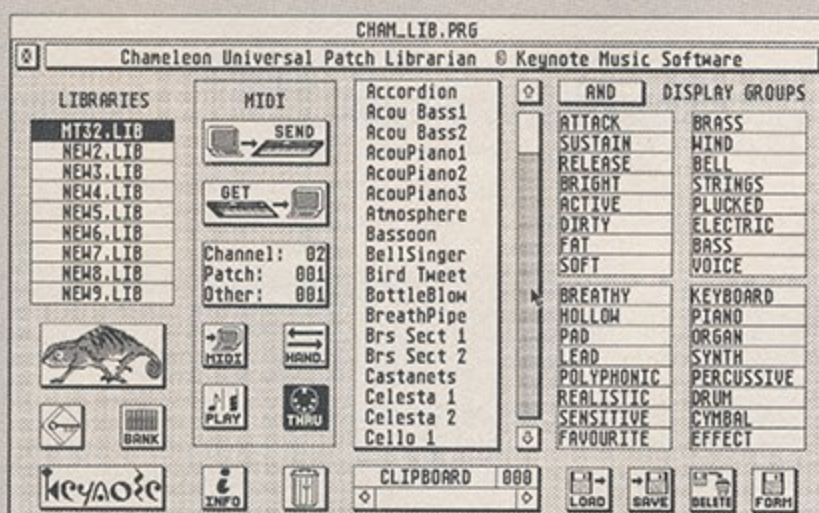 CHAM_LIB.PRG
Chameleon Universal Patch Librarian © Keynote Music Software
LIBRARIES
MT32.LIB
NEW2.LIB
NEW3.LIB
NEW4.LIB
NEW5.LIB
NEW6.LIB
NEW7.LIB
NEW8.LIB
NEW9.LIB
BANK
KEYNOTE
MIDI
SEND
GET
Channel: 02
Patch: 001
Other: 001
MIDI
HAND.
PLAY
THRU
INFO
Accordion
Acou Bass1
Acou Bass2
AcouPiano1
AcouPiano2
AcouPiano3
Atmosphere
Bassoon
BellSinger
Bird Tweet
BottleBlow
BreathPipe
Brs Sect 1
Brs Sect 2
Castanets
Celesta 1
Celesta 2
Cello 1
CLIPBOARD 000
AND DISPLAY GROUPS
ATTACK
SUSTAIN
RELEASE
BRIGHT
ACTIVE
DIRTY
FAT
SOFT
BRASS
WIND
BELL
STRINGS
PLUCKED
ELECTRIC
BASS
VOICE
BREATHY
HOLLOW
PAD
LEAD
POLYPHONIC
REALISTIC
SENSITIVE
FAVOURITE
KEYBOARD
PIANO
ORGAN
SYNTH
PERCUSSIVE
DRUM
CYMBAL
EFFECT
LOAD
SAVE
DELETE
FORM